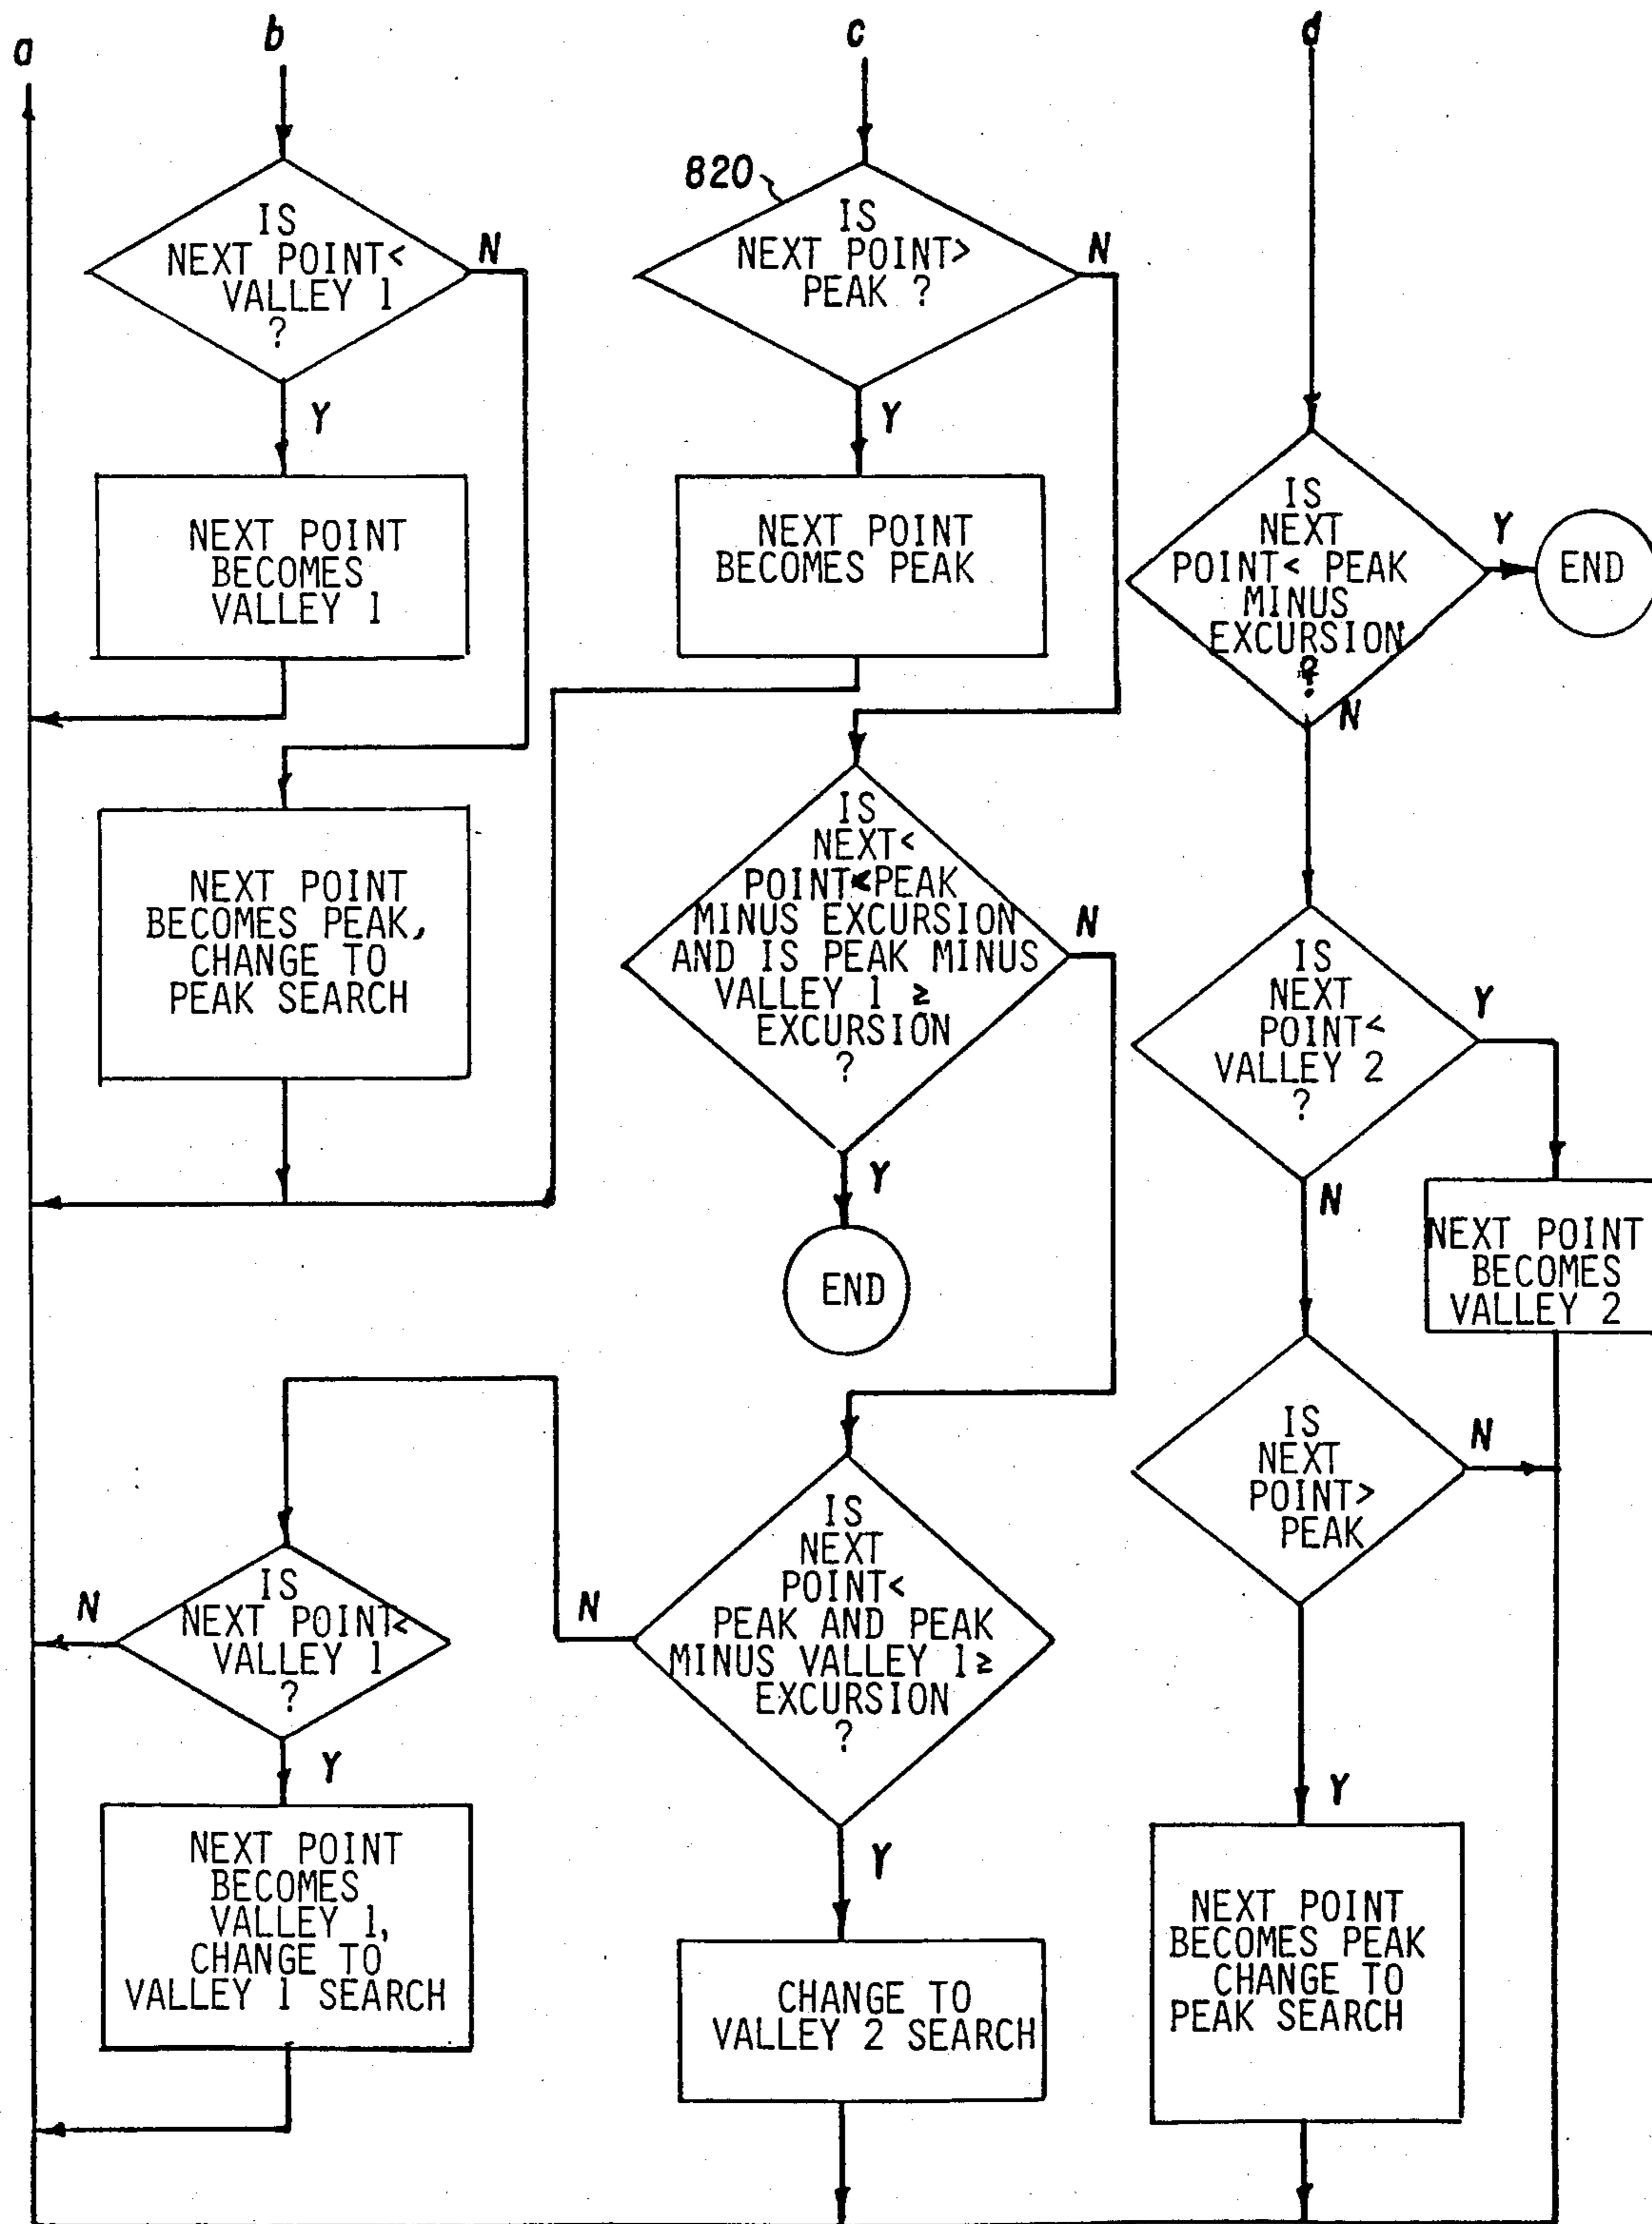 a
b
c
d
IS
NEXT POINT<
VALLEY 1
?
N
Y
NEXT POINT
BECOMES
VALLEY 1
NEXT POINT
BECOMES PEAK,
CHANGE TO
PEAK SEARCH
820
IS
NEXT POINT>
PEAK ?
N
Y
NEXT POINT
BECOMES PEAK
IS
NEXT<
POINT<PEAK
MINUS EXCURSION
AND IS PEAK MINUS
VALLEY 1 ≥
EXCURSION
?
N
Y
END
IS
NEXT
POINT<
PEAK AND PEAK
MINUS VALLEY 1≥
EXCURSION
?
N
Y
CHANGE TO
VALLEY 2 SEARCH
IS
NEXT POINT<
VALLEY 1
?
N
Y
NEXT POINT
BECOMES
VALLEY 1,
CHANGE TO
VALLEY 1 SEARCH
IS
NEXT
POINT< PEAK
MINUS
EXCURSION
?
Y
END
N
IS
NEXT
POINT<
VALLEY 2
?
Y
N
NEXT POINT
BECOMES
VALLEY 2
IS
NEXT
POINT>
PEAK
N
Y
NEXT POINT
BECOMES PEAK
CHANGE TO
PEAK SEARCH